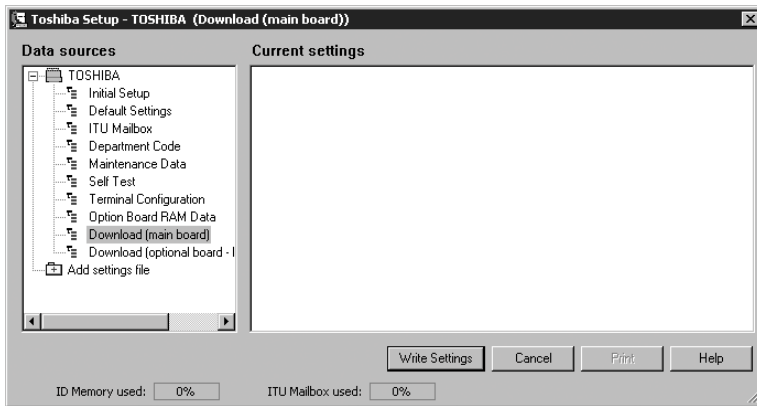 Toshiba Setup - TOSHIBA (Download (main board))
Data sources
Current settings
TOSHIBA
Initial Setup
Default Settings
ITU Mailbox
Department Code
Maintenance Data
Self Test
Terminal Configuration
Option Board RAM Data
Download (main board)
Download (optional board -
Add settings file
Write Settings Cancel Print Help
ID Memory used: 0% ITU Mailbox used: 0%